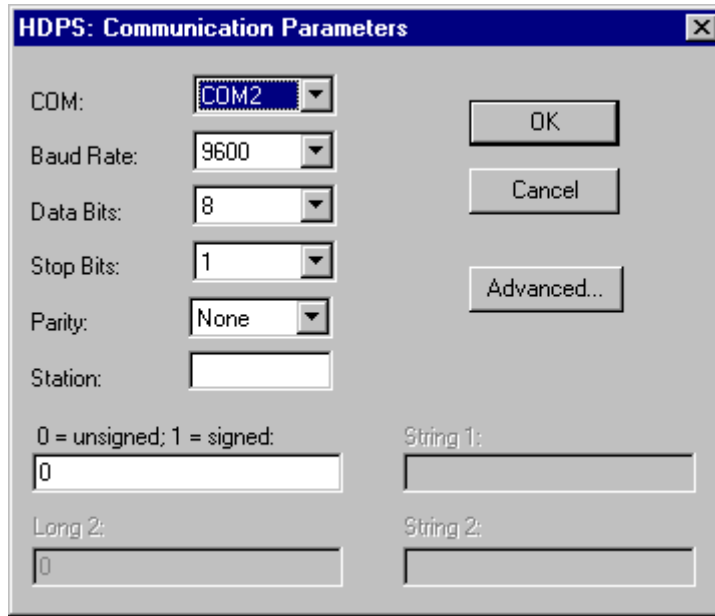 HDPS: Communication Parameters
COM: COM2
OK
Baud Rate: 9600
Cancel
Data Bits: 8
Stop Bits: 1
Advanced...
Parity: None
Station:
0 = unsigned; 1 = signed:
String 1:
0
Long 2:
String 2:
0